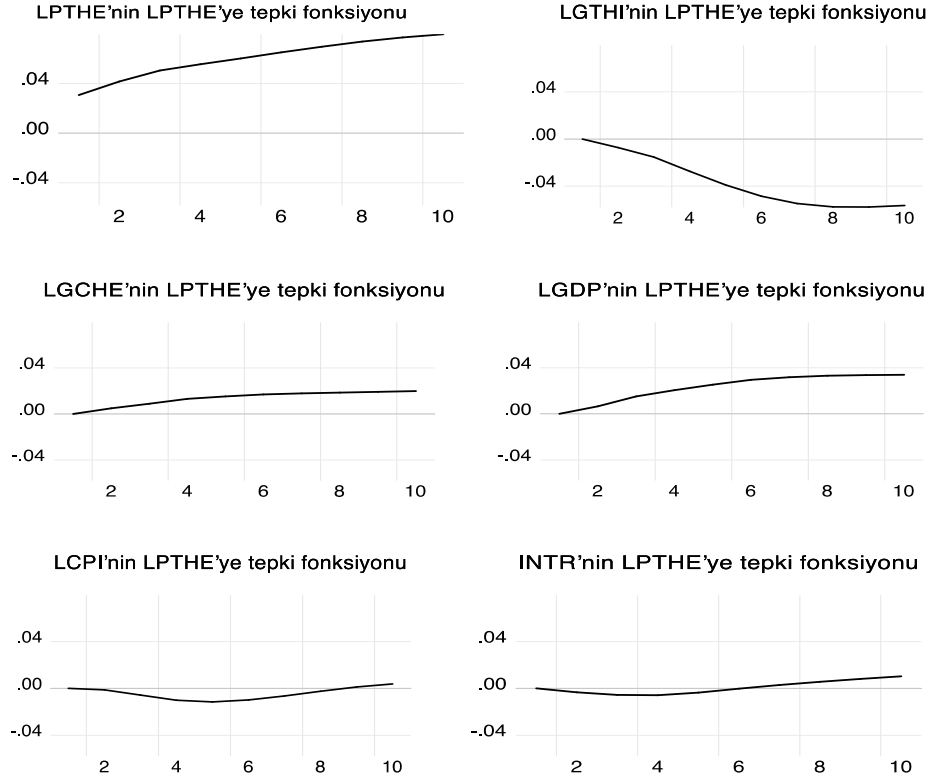 LPTHE’nin LPTHE’ye tepki fonksiyonu
.04
.00
-.04
2 4 6 8 10
LGTHI’nin LPTHE’ye tepki fonksiyonu
.04
.00
-.04
2 4 6 8 10
LGCHE’nin LPTHE’ye tepki fonksiyonu
.04
.00
-.04
2 4 6 8 10
LGDP’nin LPTHE’ye tepki fonksiyonu
.04
.00
-.04
2 4 6 8 10
LCPI’nin LPTHE’ye tepki fonksiyonu
.04
.00
-.04
2 4 6 8 10
INTR’nin LPTHE’ye tepki fonksiyonu
.04
.00
-.04
2 4 6 8 10